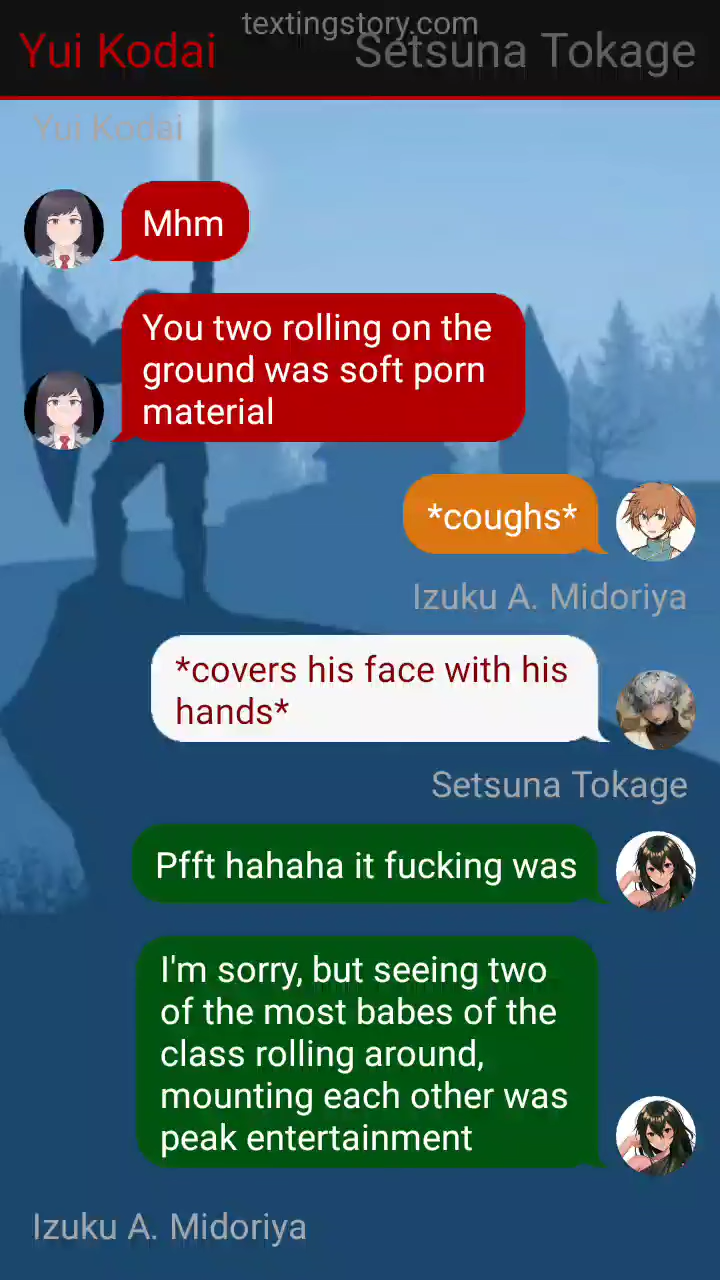 textingstory.com
Yui Kodai
Setsuna Tokage
Yui Kodai
Mhm
You two rolling on the
ground was soft porn
material
*coughs*
Izuku A. Midoriya
*covers his face with his
hands*
Setsuna Tokage
Pfft hahaha it fucking was
I'm sorry, but seeing two
of the most babes of the
class rolling around,
mounting each other was
peak entertainment
Izuku A. Midoriya